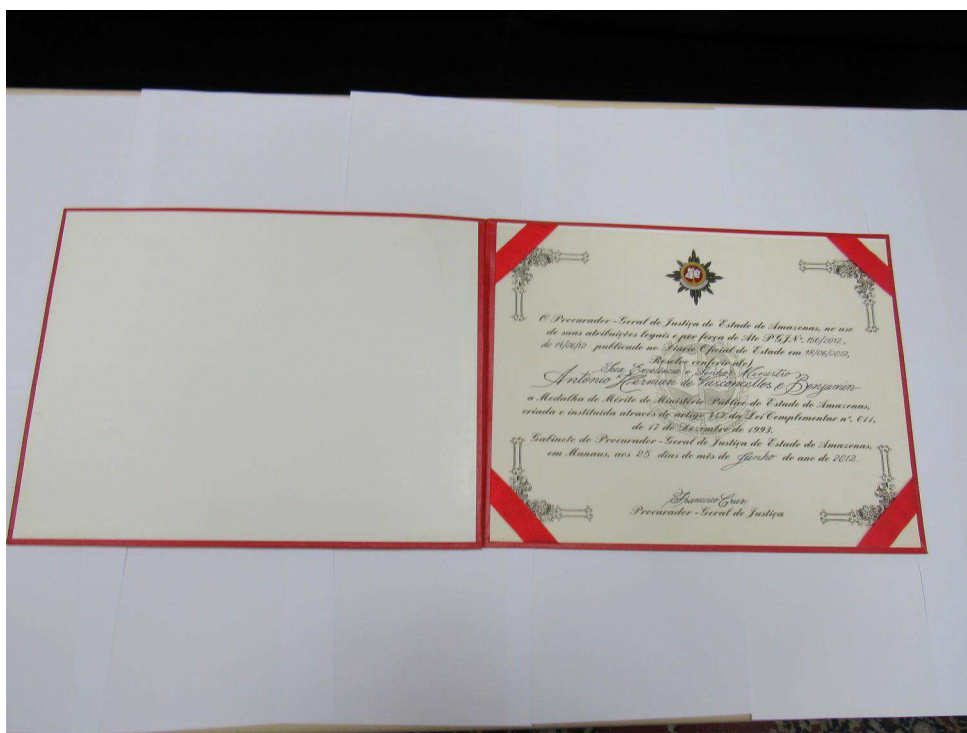 O Procurador-Geral de Justiça do Estado do Amazonas, no uso
de suas atribuições legais e por força do Ato PGJ Nº. 156/2012,
de 18/06/12 publicado no Diário Oficial do Estado em 18/06/2012,
Resolve conferir ao(s)
Sua Excelência o Senhor Ministro
Antonio Herman de Vasconcellos e Benjamin
a Medalha do Mérito do Ministério Público do Estado do Amazonas,
criada e instituída através do artigo 117 da Lei Complementar nº. 011,
de 17 de Dezembro de 1993.
Gabinete do Procurador-Geral de Justiça do Estado do Amazonas,
em Manaus, aos 25 dias do mês de Junho do ano de 2012.
Francisco Cruz
Procurador-Geral de Justiça